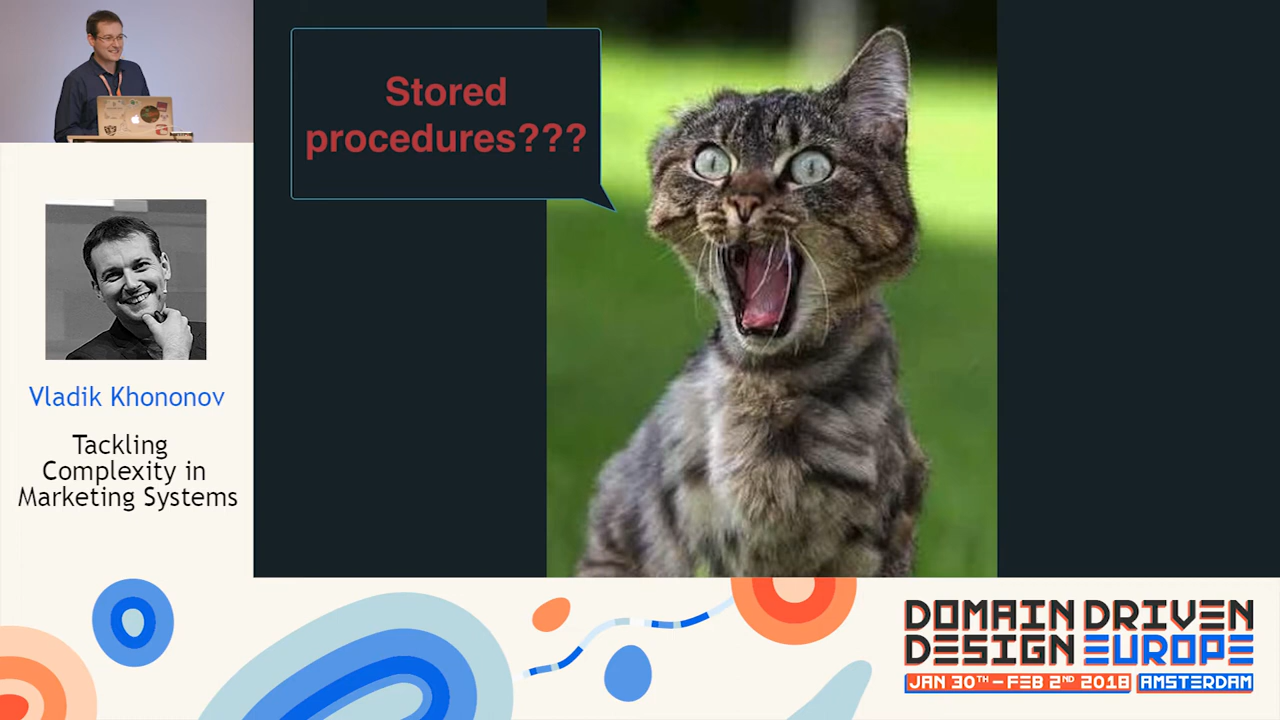 Stored
procedures???
Vladik Khononov
Tackling
Complexity in
Marketing Systems
DOMAIN DRIVEN
DESIGN EUROPE
JAN 30TH - FEB 2ND 2018 AMSTERDAM